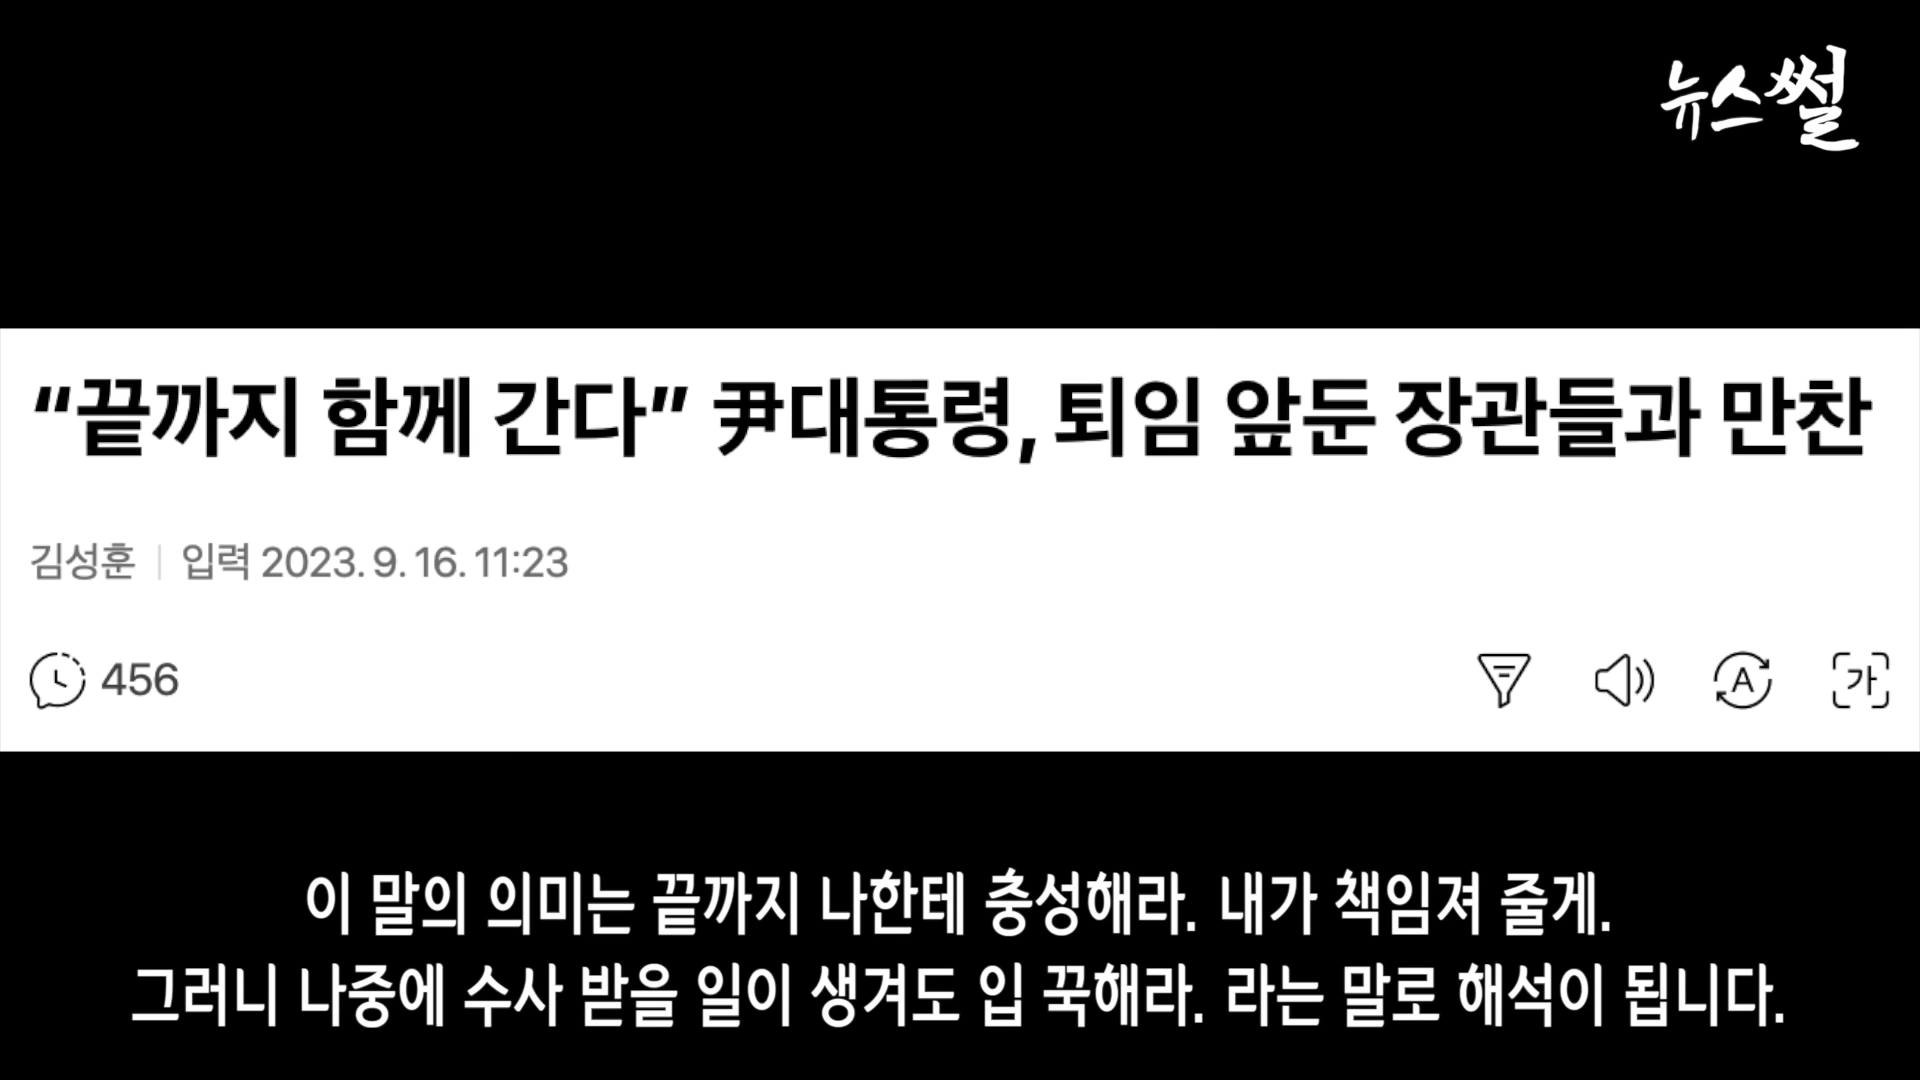 뉴스썰
“끝까지 함께 간다” 尹대통령, 퇴임 앞둔 장관들과 만찬
김성훈 | 입력 2023. 9. 16. 11:23
456
A
가
이 말의 의미는 끝까지 나한테 충성해라. 내가 책임져 줄게.
그러니 나중에 수사 받을 일이 생겨도 입 꾹해라. 라는 말로 해석이 됩니다.